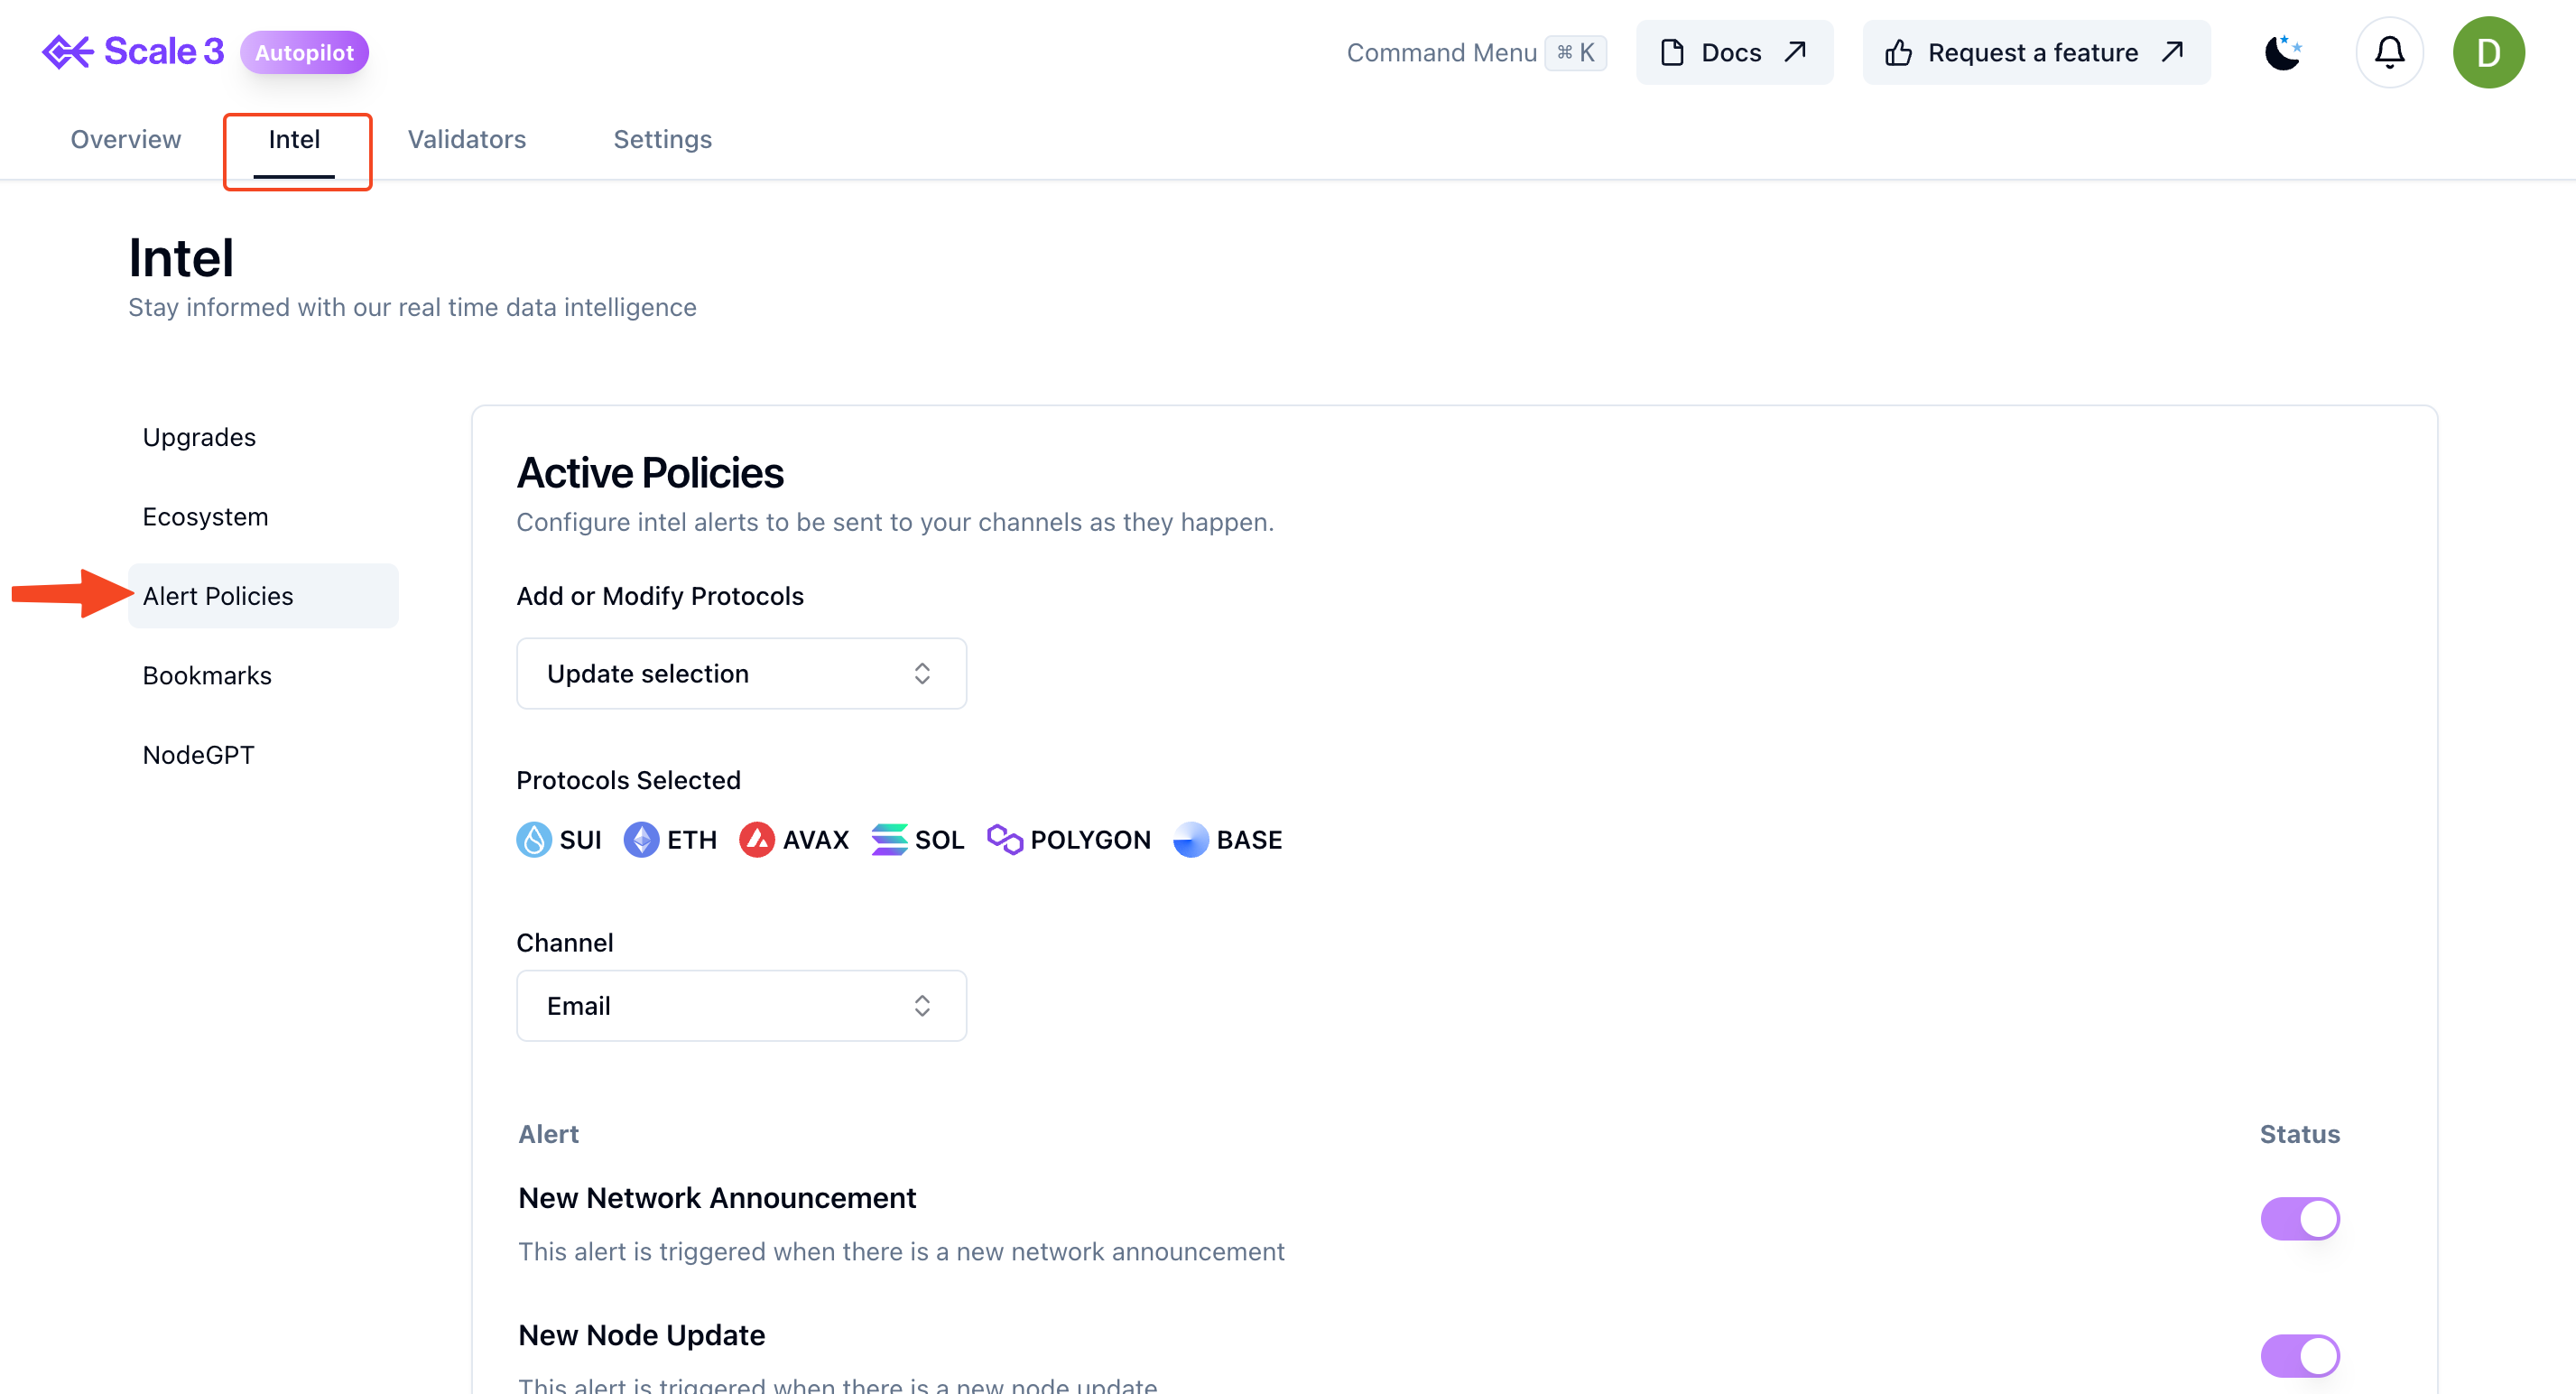 Scale 3 Autopilot Command Menu ⌘ K Docs Request a feature D
Overview Intel Validators Settings
Intel
Stay informed with our real time data intelligence
Upgrades
Ecosystem
Alert Policies
Bookmarks
NodeGPT
Active Policies
Configure intel alerts to be sent to your channels as they happen.
Add or Modify Protocols
Update selection
Protocols Selected
SUI ETH AVAX SOL POLYGON BASE
Channel
Email
Alert Status
New Network Announcement
This alert is triggered when there is a new network announcement
New Node Update
This alert is triggered when there is a new node update